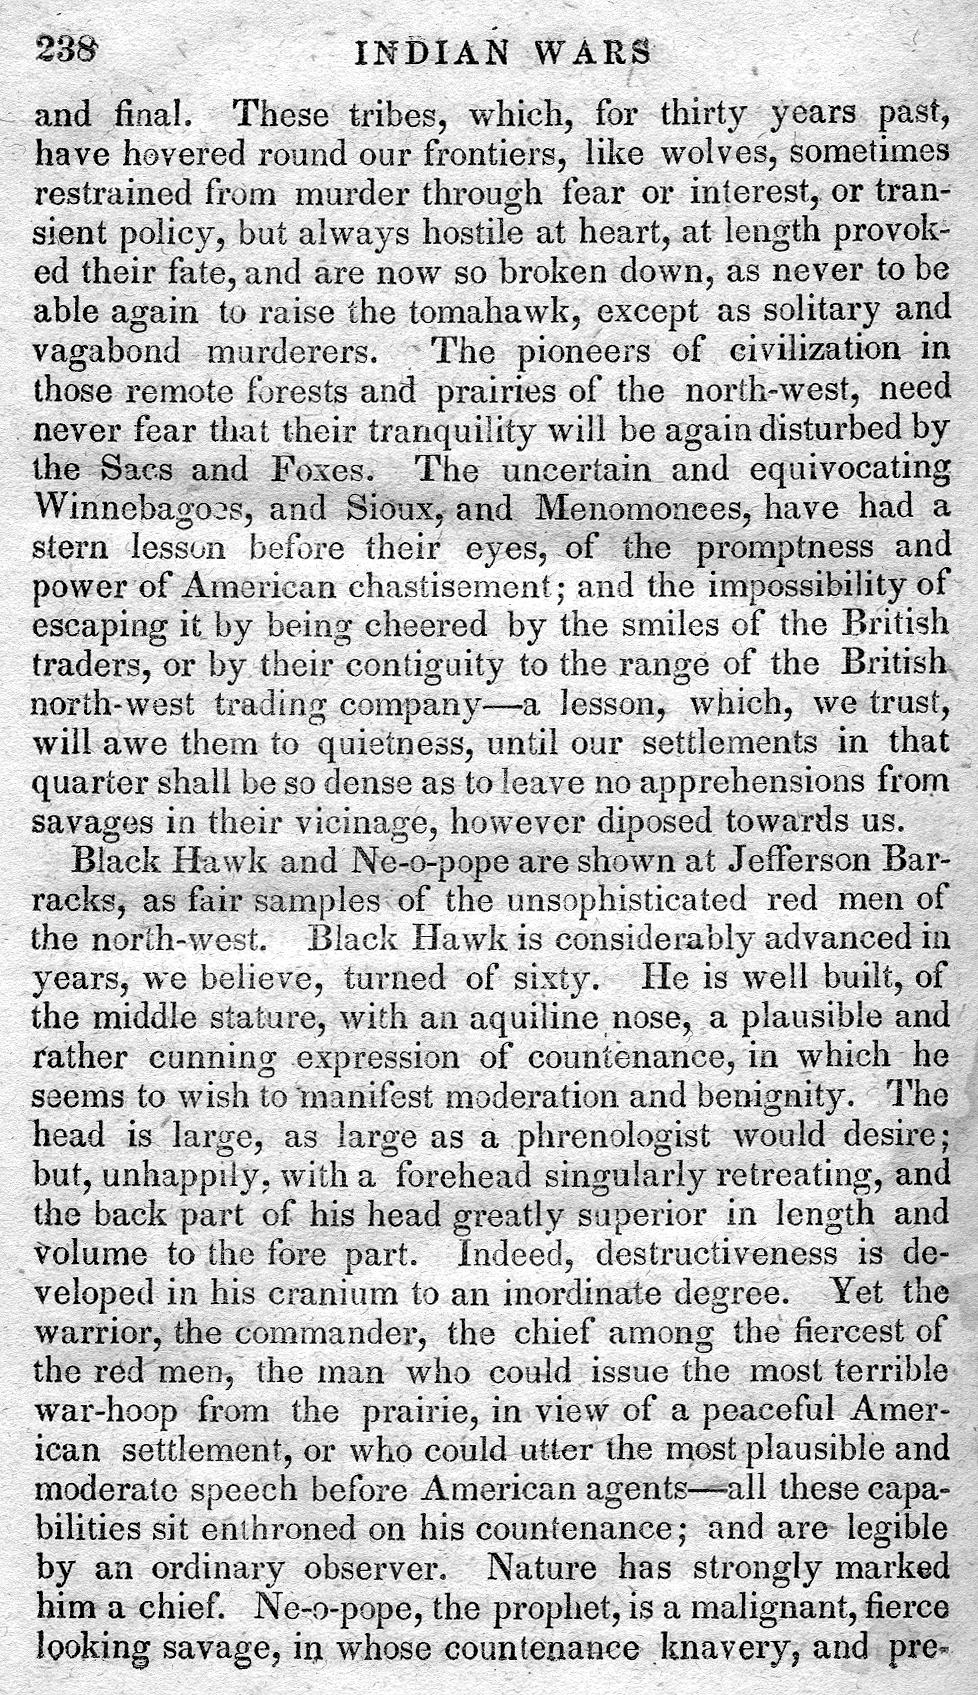 238
INDIAN WARS
and final. These tribes, which, for thirty years past,
have hovered round our frontiers, like wolves, sometimes
restrained from murder through fear or interest, or tran-
sient policy, but always hostile at heart, at length provok-
ed their fate, and are now so broken down, as never to be
able again to raise the tomahawk, except as solitary and
vagabond murderers. The pioneers of civilization in
those remote forests and prairies of the north-west, need
never fear that their tranquility will be again disturbed by
the Sacs and Foxes. The uncertain and equivocating
Winnebagoes, and Sioux, and Menomonees, have had a
stern lesson before their eyes, of the promptness and
power of American chastisement; and the impossibility of
escaping it by being cheered by the smiles of the British
traders, or by their contiguity to the range of the British
north-west trading company—a lesson, which, we trust,
will awe them to quietness, until our settlements in that
quarter shall be so dense as to leave no apprehensions from
savages in their vicinage, however diposed towards us.
Black Hawk and Ne-o-pope are shown at Jefferson Bar-
racks, as fair samples of the unsophisticated red men of
the north-west. Black Hawk is considerably advanced in
years, we believe, turned of sixty. He is well built, of
the middle stature, with an aquiline nose, a plausible and
rather cunning expression of countenance, in which he
seems to wish to manifest moderation and benignity. The
head is large, as large as a phrenologist would desire;
but, unhappily, with a forehead singularly retreating, and
the back part of his head greatly superior in length and
volume to the fore part. Indeed, destructiveness is de-
veloped in his cranium to an inordinate degree. Yet the
warrior, the commander, the chief among the fiercest of
the red men, the man who could issue the most terrible
war-hoop from the prairie, in view of a peaceful Amer-
ican settlement, or who could utter the most plausible and
moderate speech before American agents—all these capa-
bilities sit enthroned on his countenance; and are legible
by an ordinary observer. Nature has strongly marked
him a chief. Ne-o-pope, the prophet, is a malignant, fierce
looking savage, in whose countenance knavery, and pre-